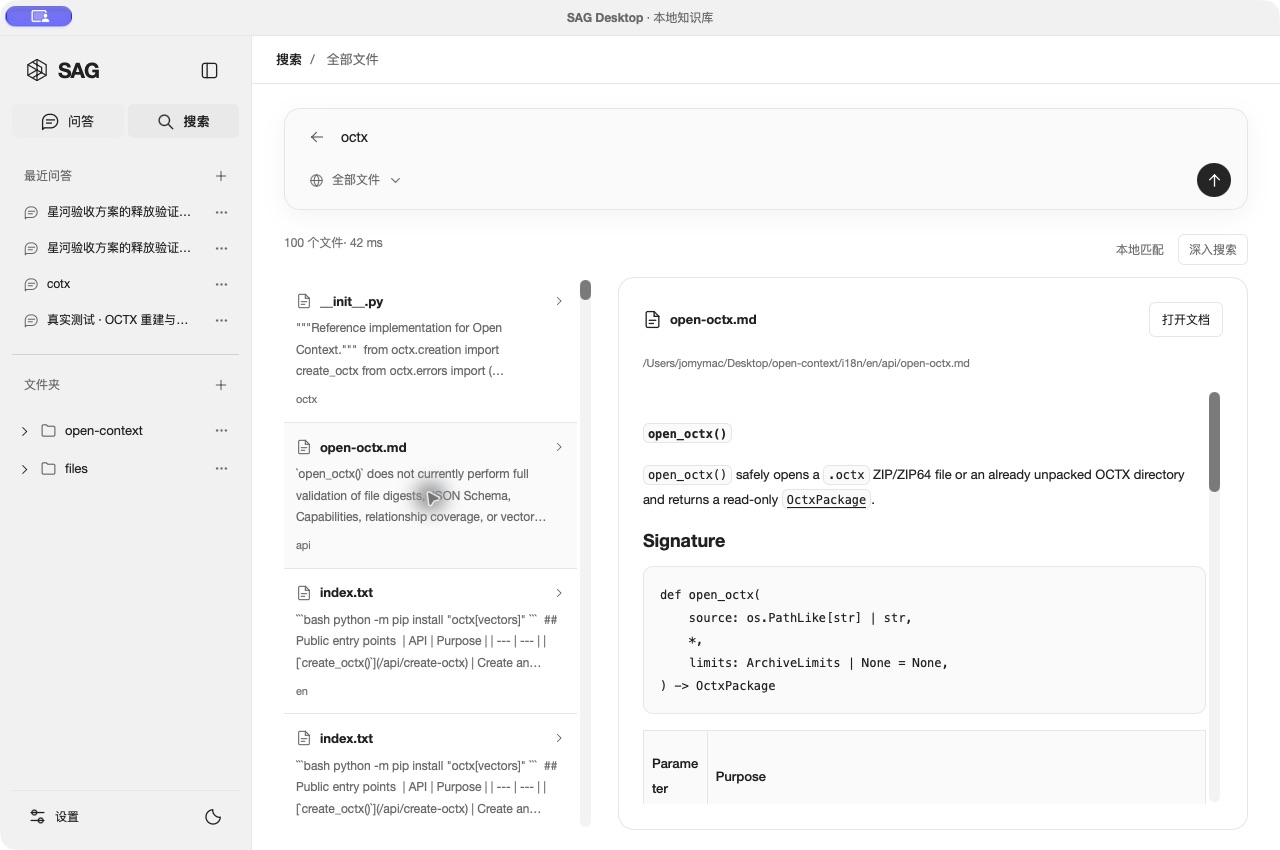 SAG Desktop · 本地知识库
SAG
问答
搜索
最近问答
星河验收方案的释放验证...
星河验收方案的释放验证...
cotx
真实测试 · OCTX 重建与...
文件夹
open-context
files
设置
搜索 / 全部文件
octx
全部文件
100 个文件· 42 ms
本地匹配
深入搜索
__init__.py
"""Reference implementation for Open
Context.""" from octx.creation import
create_octx from octx.errors import (...
octx
open-octx.md
`open_octx()` does not currently perform full
validation of file digests, JSON Schema,
Capabilities, relationship coverage, or vector...
api
index.txt
```bash python -m pip install "octx[vectors]" ``` ##
Public entry points | API | Purpose | | --- | --- | |
[`create_octx()`](/api/create-octx) | Create an...
en
index.txt
```bash python -m pip install "octx[vectors]" ``` ##
Public entry points | API | Purpose | | --- | --- | |
[`create_octx()`](/api/create-octx) | Create an...
open-octx.md
打开文档
/Users/jomymac/Desktop/open-context/i18n/en/api/open-octx.md
open_octx()
open_octx() safely opens a .octx ZIP/ZIP64 file or an already unpacked OCTX directory
and returns a read-only OctxPackage.
Signature
def open_octx(
    source: os.PathLike[str] | str,
    *,
    limits: ArchiveLimits | None = None,
) -> OctxPackage
Parame
ter
Purpose